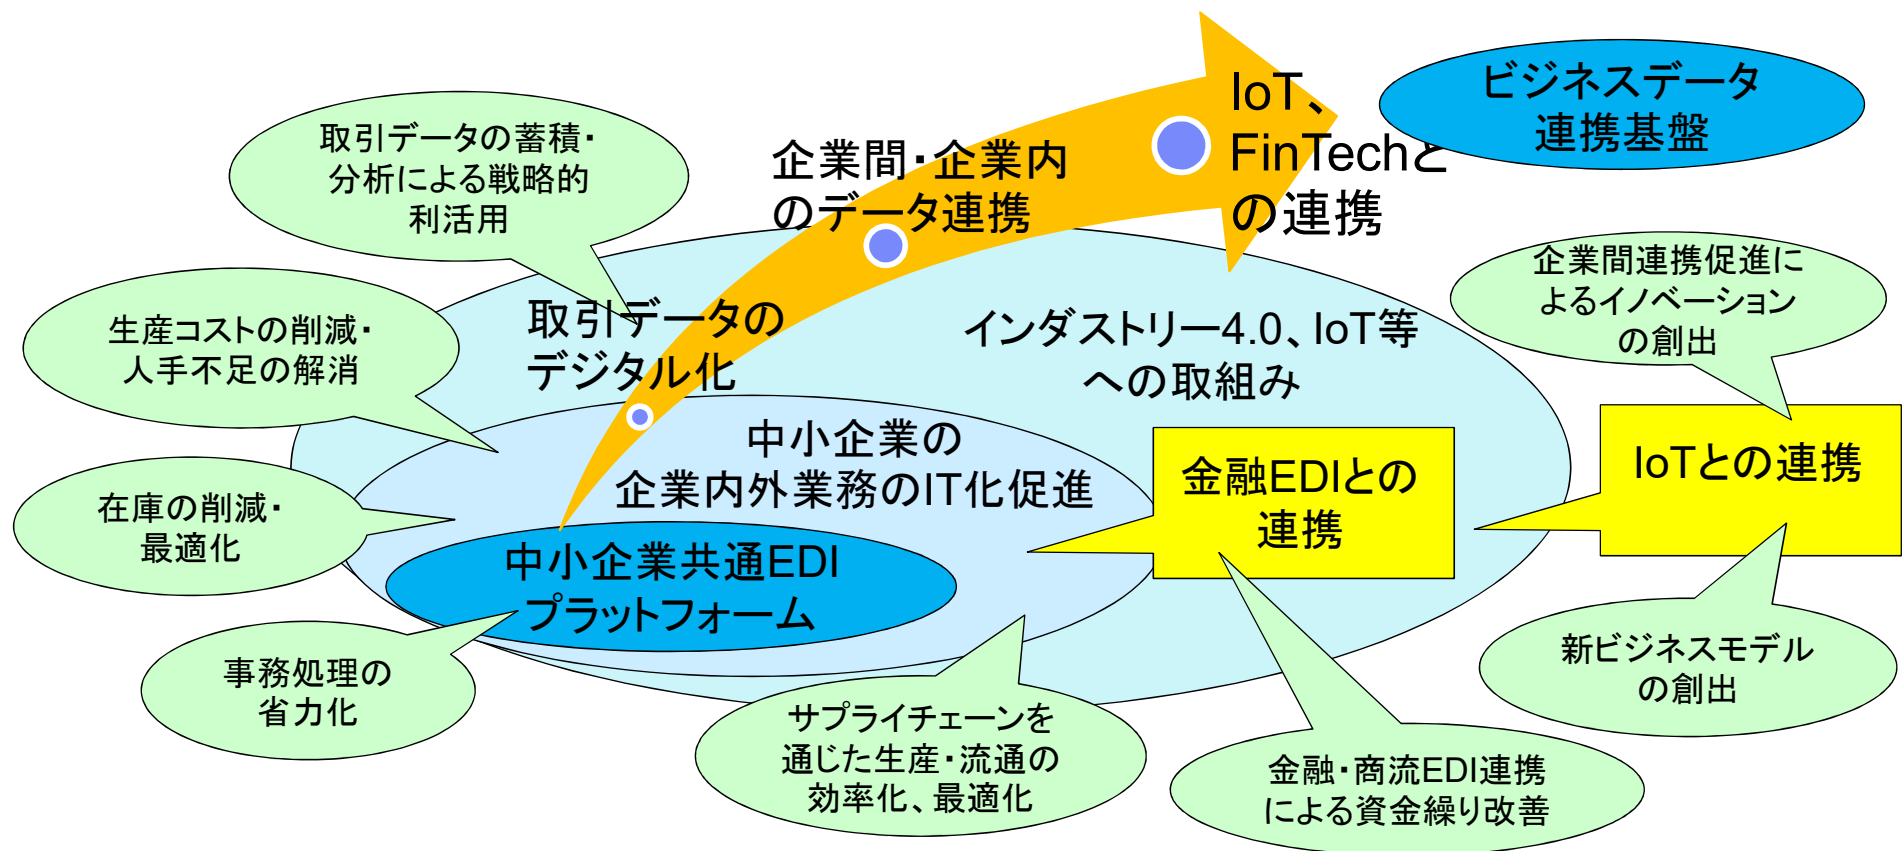 IoT、
FinTechと
の連携
ビジネスデータ
連携基盤
取引データの蓄積・
分析による戦略的
利活用
企業間・企業内
のデータ連携
企業間連携促進に
よるイノベーション
の創出
生産コストの削減・
人手不足の解消
取引データの
デジタル化
インダストリー4.0、IoT等
への取組み
中小企業の
企業内外業務のIT化促進
金融EDIとの
連携
IoTとの連携
在庫の削減・
最適化
中小企業共通EDI
プラットフォーム
事務処理の
省力化
サプライチェーンを
通じた生産・流通の
効率化、最適化
金融・商流EDI連携
による資金繰り改善
新ビジネスモデル
の創出